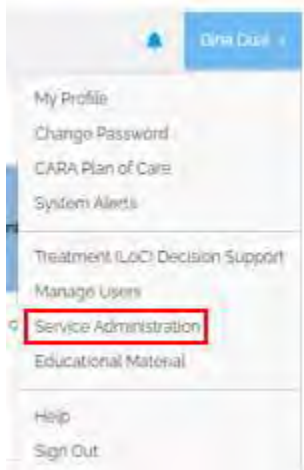 My Profile
Change Password
CARA Plan of Care
System Alerts
Treatment (LoC) Decision Support
Manage Users
Service Administration
Educational Material
Help
Sign Out